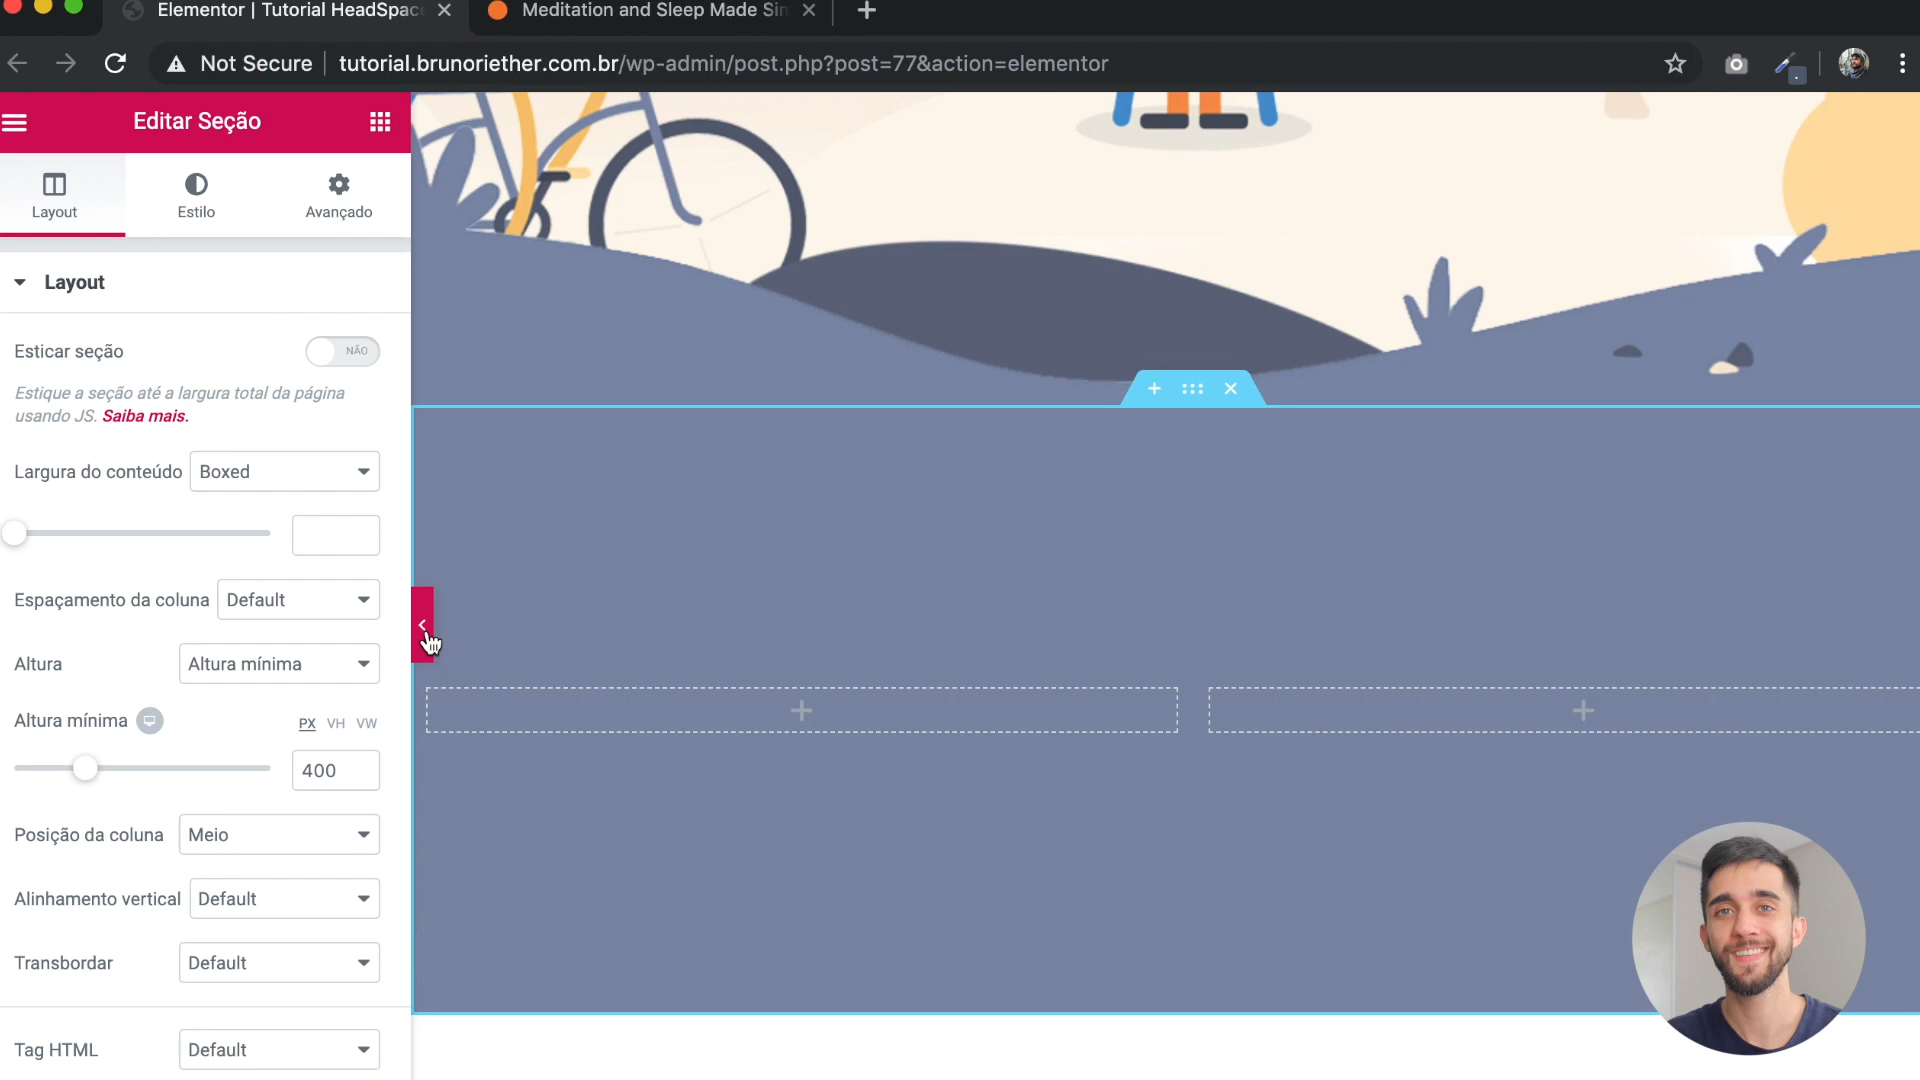 Elementor | Tutorial HeadSpac
Meditation and Sleep Made Sim
Not Secure
tutorial.brunoriether.com.br/wp-admin/post.php?post=77&action=elementor
Editar Seção
Layout
Estilo
Avançado
Layout
Esticar seção
NÃO
Estique a seção até a largura total da página
usando JS. Saiba mais.
Largura do conteúdo
Boxed
Espaçamento da coluna
Default
Altura
Altura mínima
Altura mínima
PX
VH
VW
400
Posição da coluna
Meio
Alinhamento vertical
Default
Transbordar
Default
Tag HTML
Default